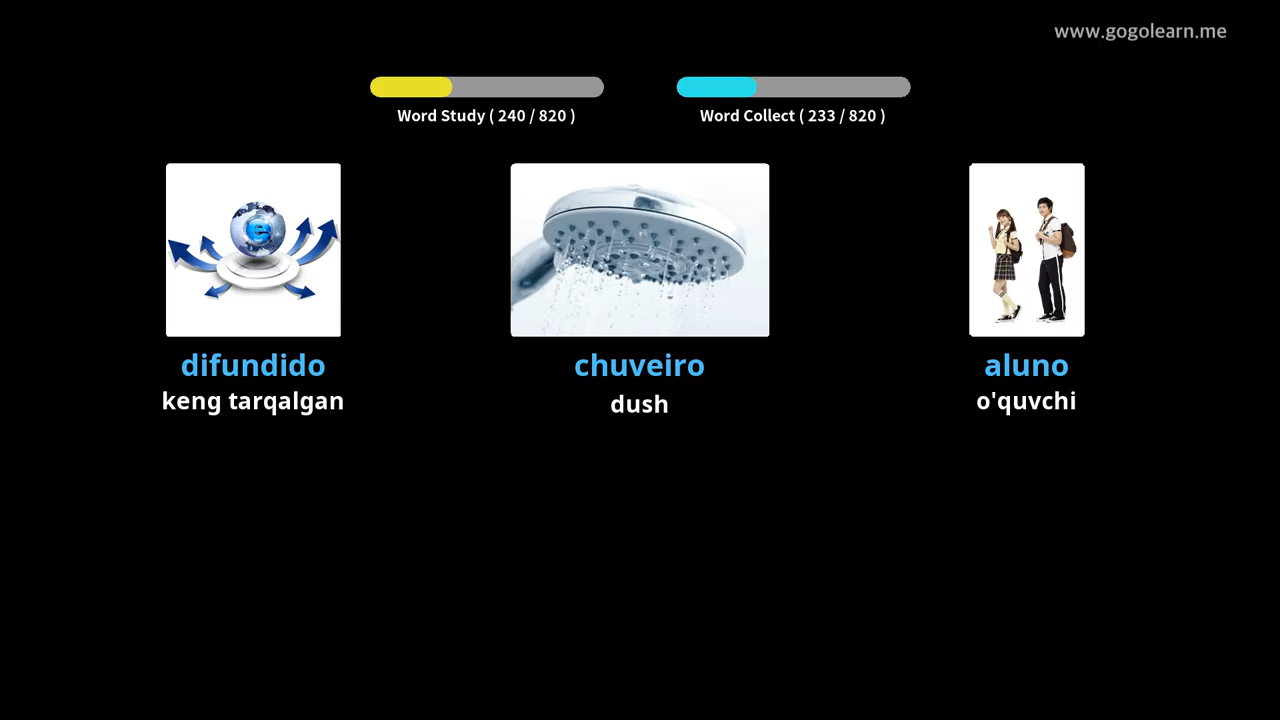 www.gogolearn.me
Word Study ( 240 / 820 )
Word Collect ( 233 / 820 )
e
difundido
chuveiro
aluno
keng tarqalgan
dush
o'quvchi